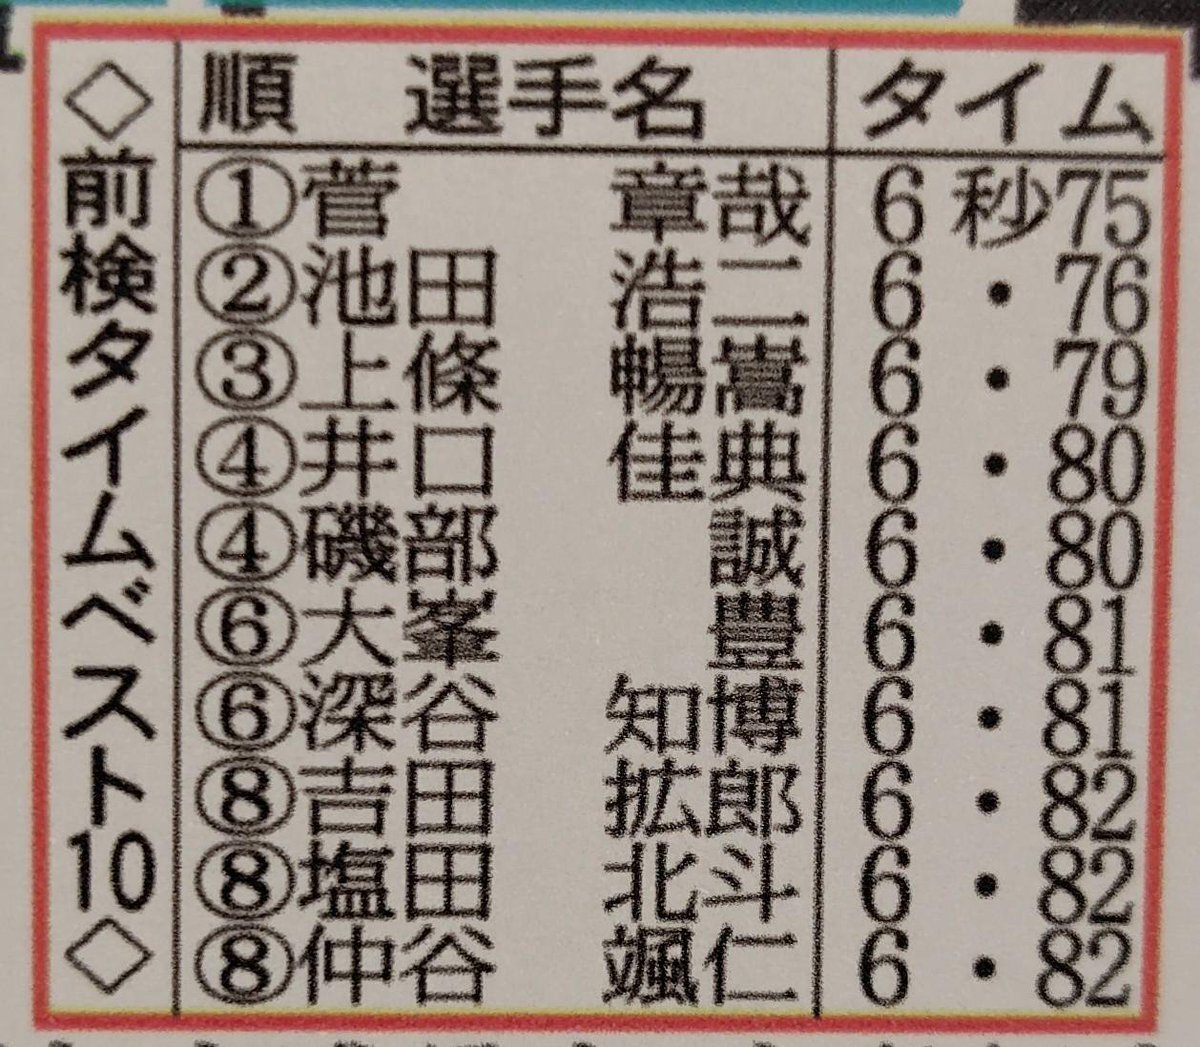 ◇前検タイムベスト10◇
順 選手名 タイム
①菅 章哉 6秒75
②池田 浩二 6・76
③上條 暢嵩 6・79
④井口 佳典 6・80
④磯部 誠 6・80
⑥大峯 豊 6・81
⑥深谷 知博 6・81
⑧吉田 拡郎 6・82
⑧塩田 北斗 6・82
⑧仲谷 颯仁 6・82